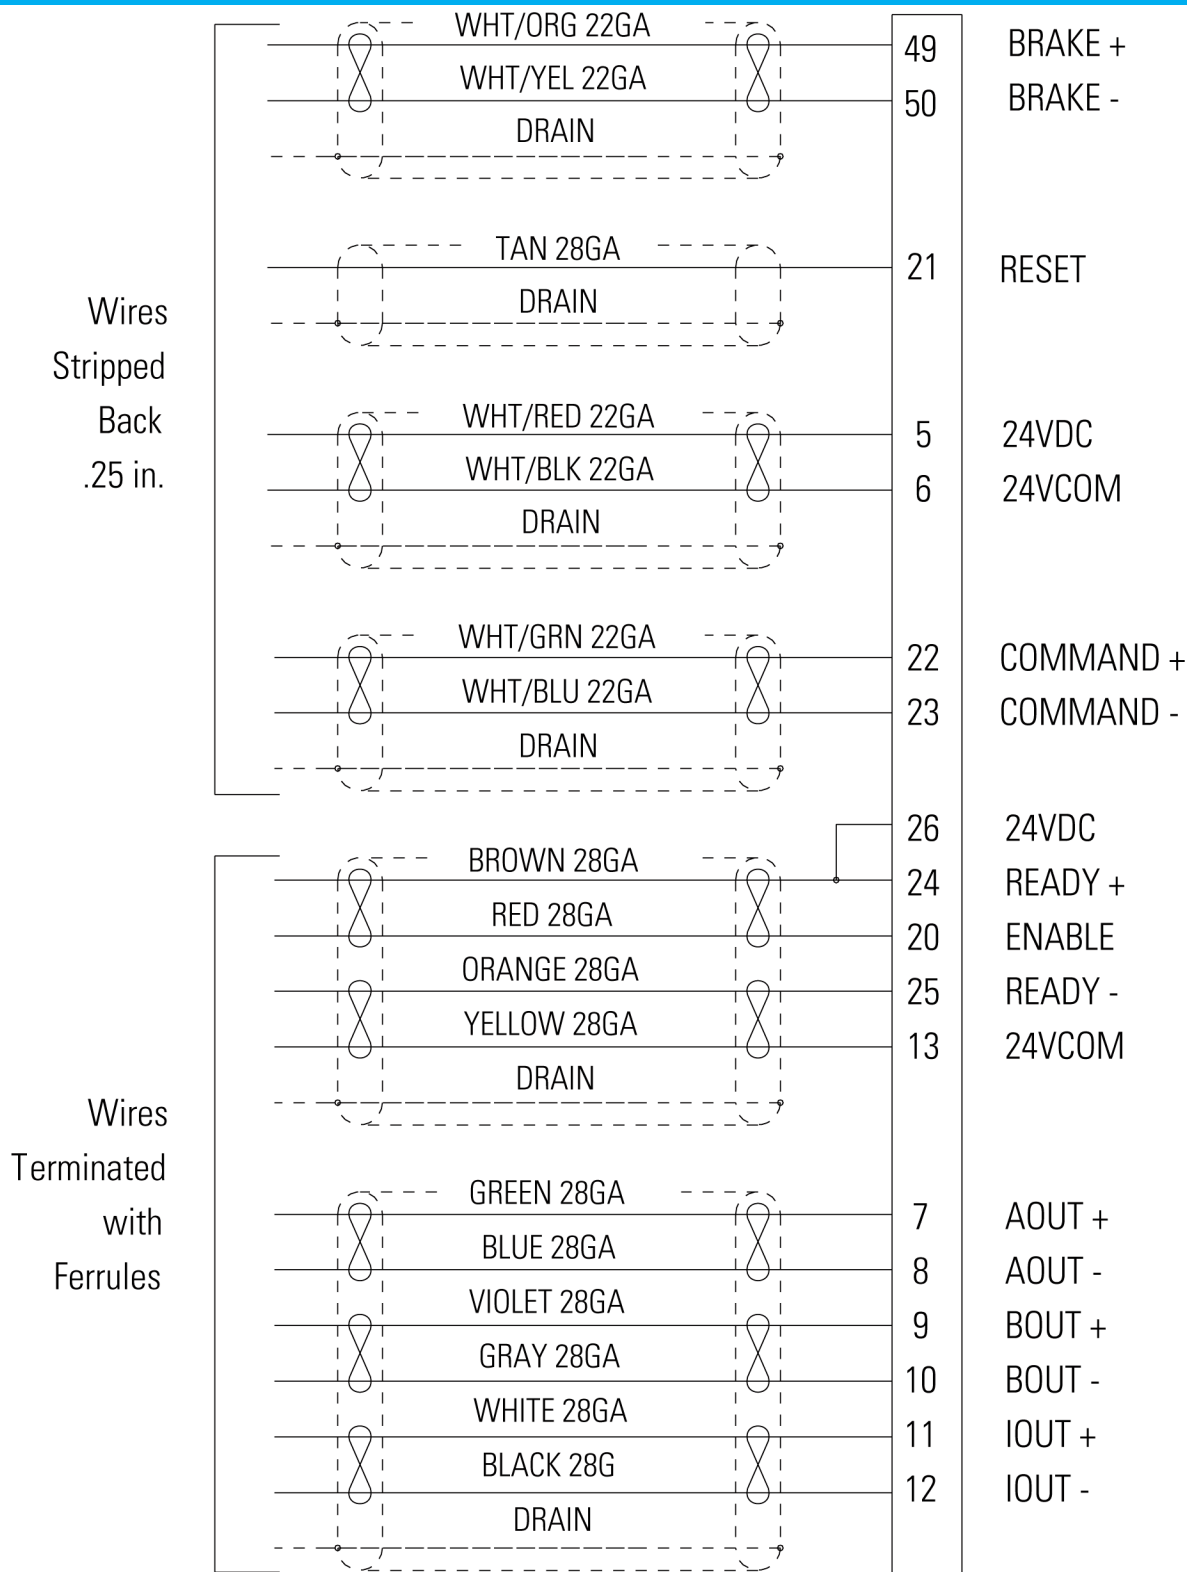 WHT/ORG 22GA 49 BRAKE +
WHT/YEL 22GA 50 BRAKE -
DRAIN
TAN 28GA 21 RESET
DRAIN
Wires
Stripped
Back
.25 in.
WHT/RED 22GA 5 24VDC
WHT/BLK 22GA 6 24VCOM
DRAIN
WHT/GRN 22GA 22 COMMAND +
WHT/BLU 22GA 23 COMMAND -
DRAIN
26 24VDC
BROWN 28GA 24 READY +
RED 28GA 20 ENABLE
ORANGE 28GA 25 READY -
YELLOW 28GA 13 24VCOM
DRAIN
Wires
Terminated
with
Ferrules
GREEN 28GA 7 AOUT +
BLUE 28GA 8 AOUT -
VIOLET 28GA 9 BOUT +
GRAY 28GA 10 BOUT -
WHITE 28GA 11 IOUT +
BLACK 28G 12 IOUT -
DRAIN